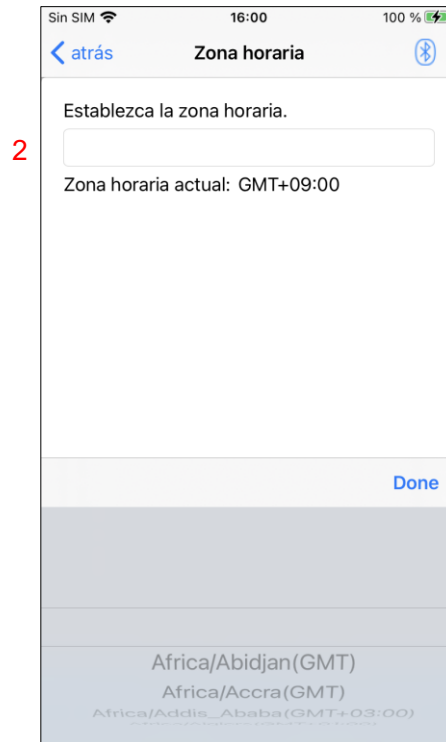 Sin SIM 16:00 100 %
atrás Zona horaria
Establezca la zona horaria.
2
Zona horaria actual: GMT+09:00
Done
Africa/Abidjan(GMT)
Africa/Accra(GMT)
Africa/Addis_Ababa(GMT+03:00)